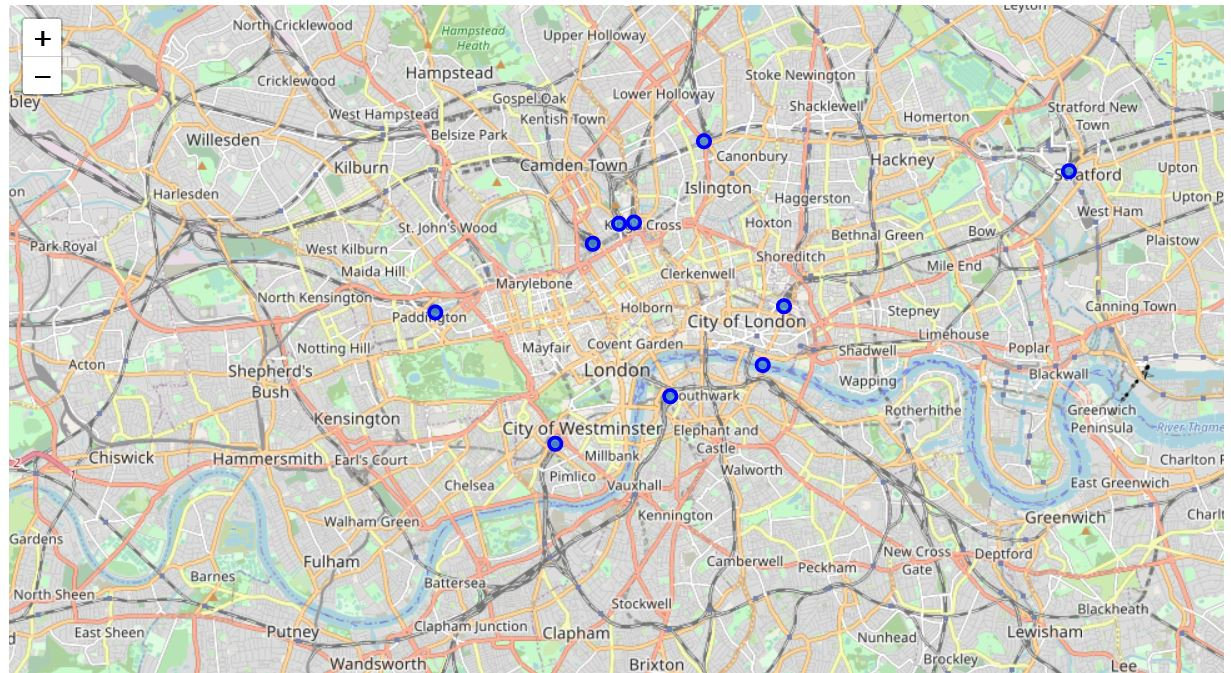 +
−
North Cricklewood
Hampstead
Heath
Upper Holloway
Cricklewood
Hampstead
Stoke Newington
Gospel Oak
Lower Holloway
Shacklewell
Stratford New
Town
West Hampstead
Kentish Town
Homerton
Willesden
Belsize Park
Canonbury
Hackney
Kilburn
Camden Town
Upton
Stratford
Harlesden
Islington
Haggerston
Upton P
West Ham
St. John's Wood
King's Cross
Hoxton
Bethnal Green
Bow
Plaistow
Park Royal
West Kilburn
Shoreditch
Maida Hill
Clerkenwell
Mile End
Marylebone
North Kensington
Holborn
Canning Town
Paddington
City of London
Stepney
Notting Hill
Mayfair
Covent Garden
Limehouse
Shadwell
Poplar
Acton
Shepherd's
Bush
London
Wapping
Blackwall
Southwark
Kensington
Rotherhithe
Greenwich
Peninsula
River Thame
City of Westminster
Elephant and
Castle
Chiswick
Hammersmith
Earl's Court
Millbank
Walworth
Charlton R
Chelsea
Pimlico
Vauxhall
East Greenwich
Walham Green
Kennington
Greenwich
Charlt
Gardens
Fulham
Camberwell
Peckham
New Cross
Gate
Deptford
Barnes
Battersea
North Sheen
Stockwell
Blackheath
East Sheen
Putney
Clapham Junction
Clapham
Nunhead
Lewisham
Wandsworth
Brixton
Brockley
Lee